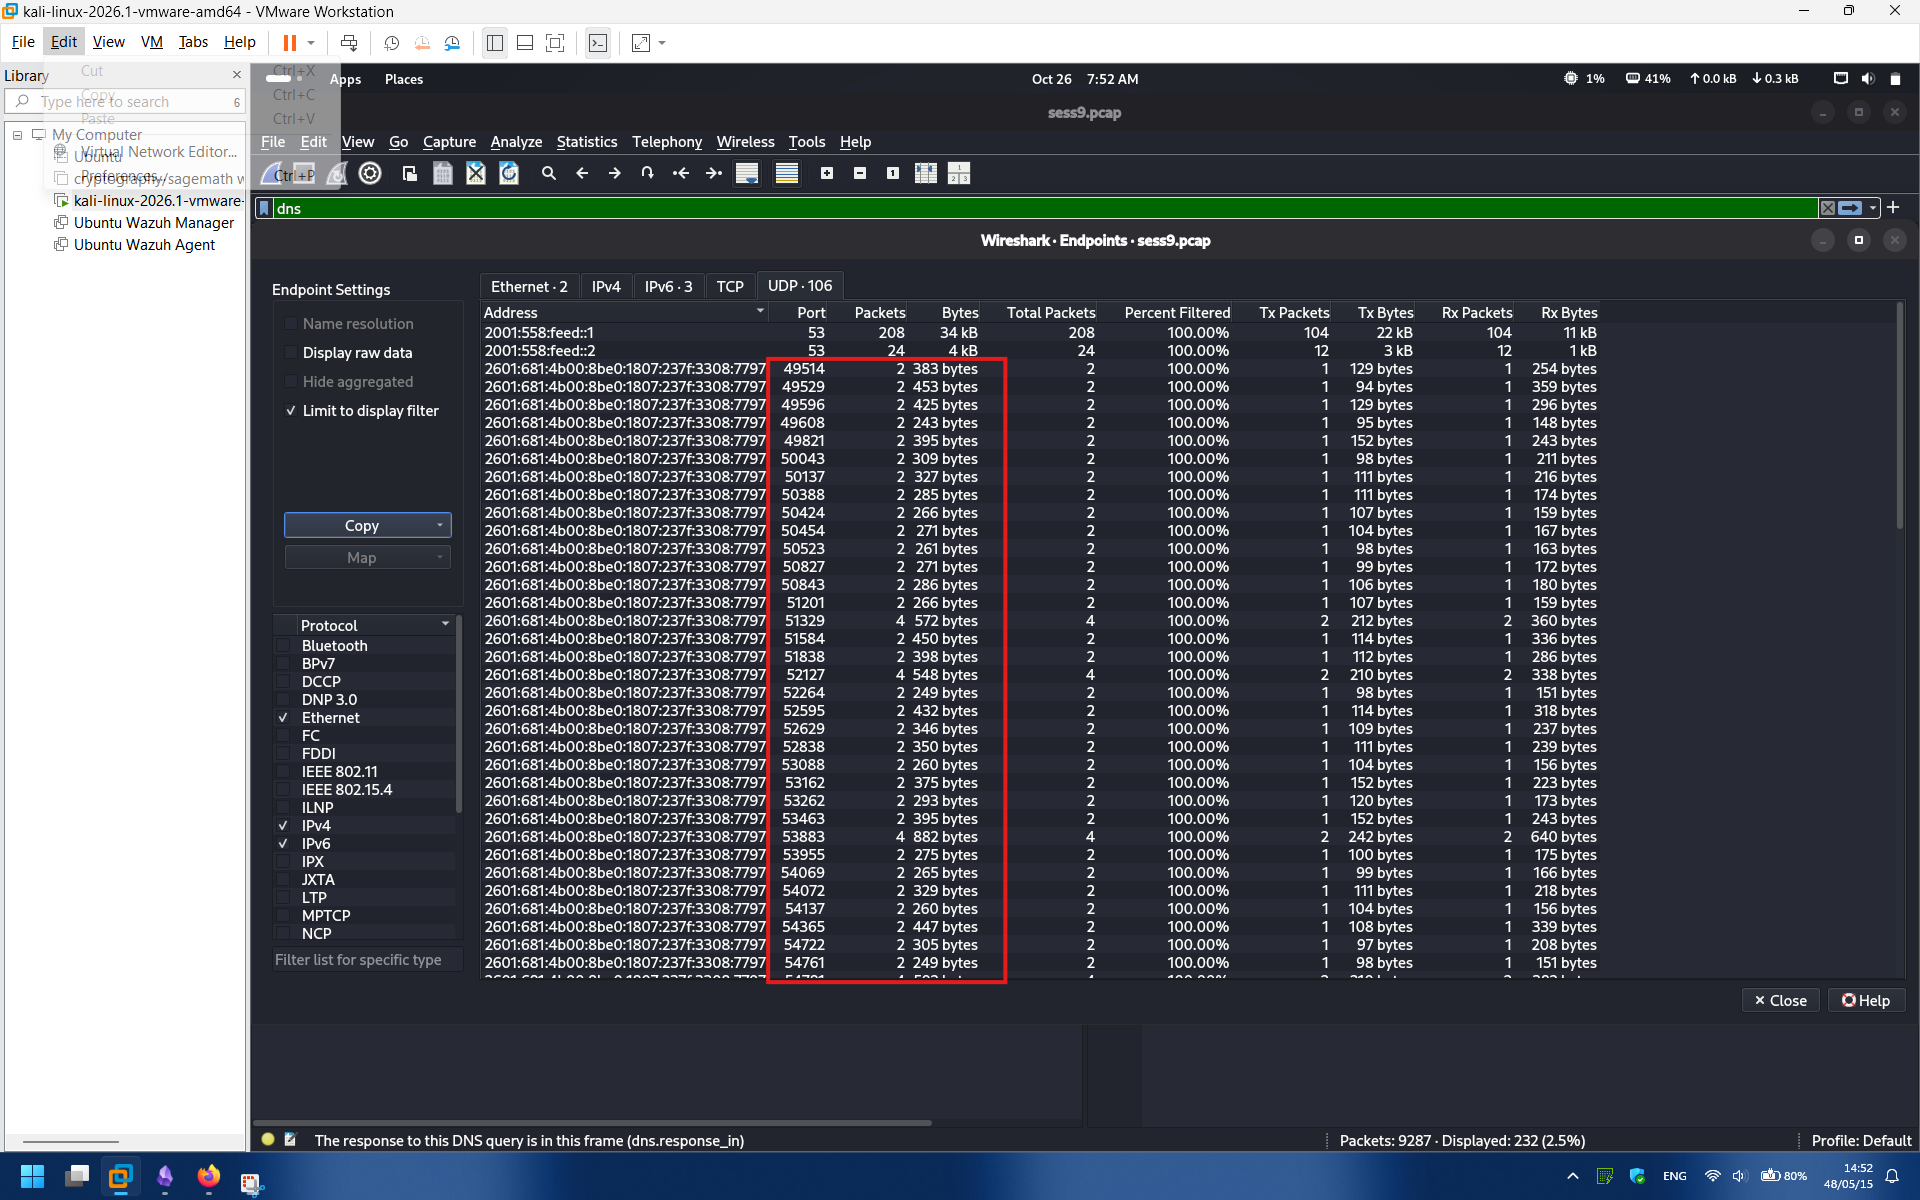 kali-linux-2026.1-vmware-amd64 - VMware Workstation
File Edit View VM Tabs Help
Library
Type here to search 6
My Computer
Ubuntu
cryptography/sagemath w
kali-linux-2026.1-vmware-
Ubuntu Wazuh Manager
Ubuntu Wazuh Agent
Cut Ctrl+X
Copy Ctrl+C
Paste Ctrl+V
Virtual Network Editor...
Preferences... Ctrl+P
Apps Places Oct 26 7:52 AM 1% 41% ↑0.0 kB ↓0.3 kB
sess9.pcap
File Edit View Go Capture Analyze Statistics Telephony Wireless Tools Help
dns
Wireshark · Endpoints · sess9.pcap
Endpoint Settings
Name resolution
Display raw data
Hide aggregated
Limit to display filter
Copy
Map
Protocol
Bluetooth
BPv7
DCCP
DNP 3.0
Ethernet
FC
FDDI
IEEE 802.11
IEEE 802.15.4
ILNP
IPv4
IPv6
IPX
JXTA
LTP
MPTCP
NCP
Filter list for specific type
Ethernet · 2 IPv4 IPv6 · 3 TCP UDP · 106
Address Port Packets Bytes Total Packets Percent Filtered Tx Packets Tx Bytes Rx Packets Rx Bytes
2001:558:feed::1 53 208 34 kB 208 100.00% 104 22 kB 104 11 kB
2001:558:feed::2 53 24 4 kB 24 100.00% 12 3 kB 12 1 kB
2601:681:4b00:8be0:1807:237f:3308:7797 49514 2 383 bytes 2 100.00% 1 129 bytes 1 254 bytes
2601:681:4b00:8be0:1807:237f:3308:7797 49529 2 453 bytes 2 100.00% 1 94 bytes 1 359 bytes
2601:681:4b00:8be0:1807:237f:3308:7797 49596 2 425 bytes 2 100.00% 1 129 bytes 1 296 bytes
2601:681:4b00:8be0:1807:237f:3308:7797 49608 2 243 bytes 2 100.00% 1 95 bytes 1 148 bytes
2601:681:4b00:8be0:1807:237f:3308:7797 49821 2 395 bytes 2 100.00% 1 152 bytes 1 243 bytes
2601:681:4b00:8be0:1807:237f:3308:7797 50043 2 309 bytes 2 100.00% 1 98 bytes 1 211 bytes
2601:681:4b00:8be0:1807:237f:3308:7797 50137 2 327 bytes 2 100.00% 1 111 bytes 1 216 bytes
2601:681:4b00:8be0:1807:237f:3308:7797 50388 2 285 bytes 2 100.00% 1 111 bytes 1 174 bytes
2601:681:4b00:8be0:1807:237f:3308:7797 50424 2 266 bytes 2 100.00% 1 107 bytes 1 159 bytes
2601:681:4b00:8be0:1807:237f:3308:7797 50454 2 271 bytes 2 100.00% 1 104 bytes 1 167 bytes
2601:681:4b00:8be0:1807:237f:3308:7797 50523 2 261 bytes 2 100.00% 1 98 bytes 1 163 bytes
2601:681:4b00:8be0:1807:237f:3308:7797 50827 2 271 bytes 2 100.00% 1 99 bytes 1 172 bytes
2601:681:4b00:8be0:1807:237f:3308:7797 50843 2 286 bytes 2 100.00% 1 106 bytes 1 180 bytes
2601:681:4b00:8be0:1807:237f:3308:7797 51201 2 266 bytes 2 100.00% 1 107 bytes 1 159 bytes
2601:681:4b00:8be0:1807:237f:3308:7797 51329 4 572 bytes 4 100.00% 2 212 bytes 2 360 bytes
2601:681:4b00:8be0:1807:237f:3308:7797 51584 2 450 bytes 2 100.00% 1 114 bytes 1 336 bytes
2601:681:4b00:8be0:1807:237f:3308:7797 51838 2 398 bytes 2 100.00% 1 112 bytes 1 286 bytes
2601:681:4b00:8be0:1807:237f:3308:7797 52127 4 548 bytes 4 100.00% 2 210 bytes 2 338 bytes
2601:681:4b00:8be0:1807:237f:3308:7797 52264 2 249 bytes 2 100.00% 1 98 bytes 1 151 bytes
2601:681:4b00:8be0:1807:237f:3308:7797 52595 2 432 bytes 2 100.00% 1 114 bytes 1 318 bytes
2601:681:4b00:8be0:1807:237f:3308:7797 52629 2 346 bytes 2 100.00% 1 109 bytes 1 237 bytes
2601:681:4b00:8be0:1807:237f:3308:7797 52838 2 350 bytes 2 100.00% 1 111 bytes 1 239 bytes
2601:681:4b00:8be0:1807:237f:3308:7797 53088 2 260 bytes 2 100.00% 1 104 bytes 1 156 bytes
2601:681:4b00:8be0:1807:237f:3308:7797 53162 2 375 bytes 2 100.00% 1 152 bytes 1 223 bytes
2601:681:4b00:8be0:1807:237f:3308:7797 53262 2 293 bytes 2 100.00% 1 120 bytes 1 173 bytes
2601:681:4b00:8be0:1807:237f:3308:7797 53463 2 395 bytes 2 100.00% 1 152 bytes 1 243 bytes
2601:681:4b00:8be0:1807:237f:3308:7797 53883 4 882 bytes 4 100.00% 2 242 bytes 2 640 bytes
2601:681:4b00:8be0:1807:237f:3308:7797 53955 2 275 bytes 2 100.00% 1 100 bytes 1 175 bytes
2601:681:4b00:8be0:1807:237f:3308:7797 54069 2 265 bytes 2 100.00% 1 99 bytes 1 166 bytes
2601:681:4b00:8be0:1807:237f:3308:7797 54072 2 329 bytes 2 100.00% 1 111 bytes 1 218 bytes
2601:681:4b00:8be0:1807:237f:3308:7797 54137 2 260 bytes 2 100.00% 1 104 bytes 1 156 bytes
2601:681:4b00:8be0:1807:237f:3308:7797 54365 2 447 bytes 2 100.00% 1 108 bytes 1 339 bytes
2601:681:4b00:8be0:1807:237f:3308:7797 54722 2 305 bytes 2 100.00% 1 97 bytes 1 208 bytes
2601:681:4b00:8be0:1807:237f:3308:7797 54761 2 249 bytes 2 100.00% 1 98 bytes 1 151 bytes
Close Help
The response to this DNS query is in this frame (dns.response_in) Packets: 9287 · Displayed: 232 (2.5%) Profile: Default
ENG 80% 14:52
48/05/15